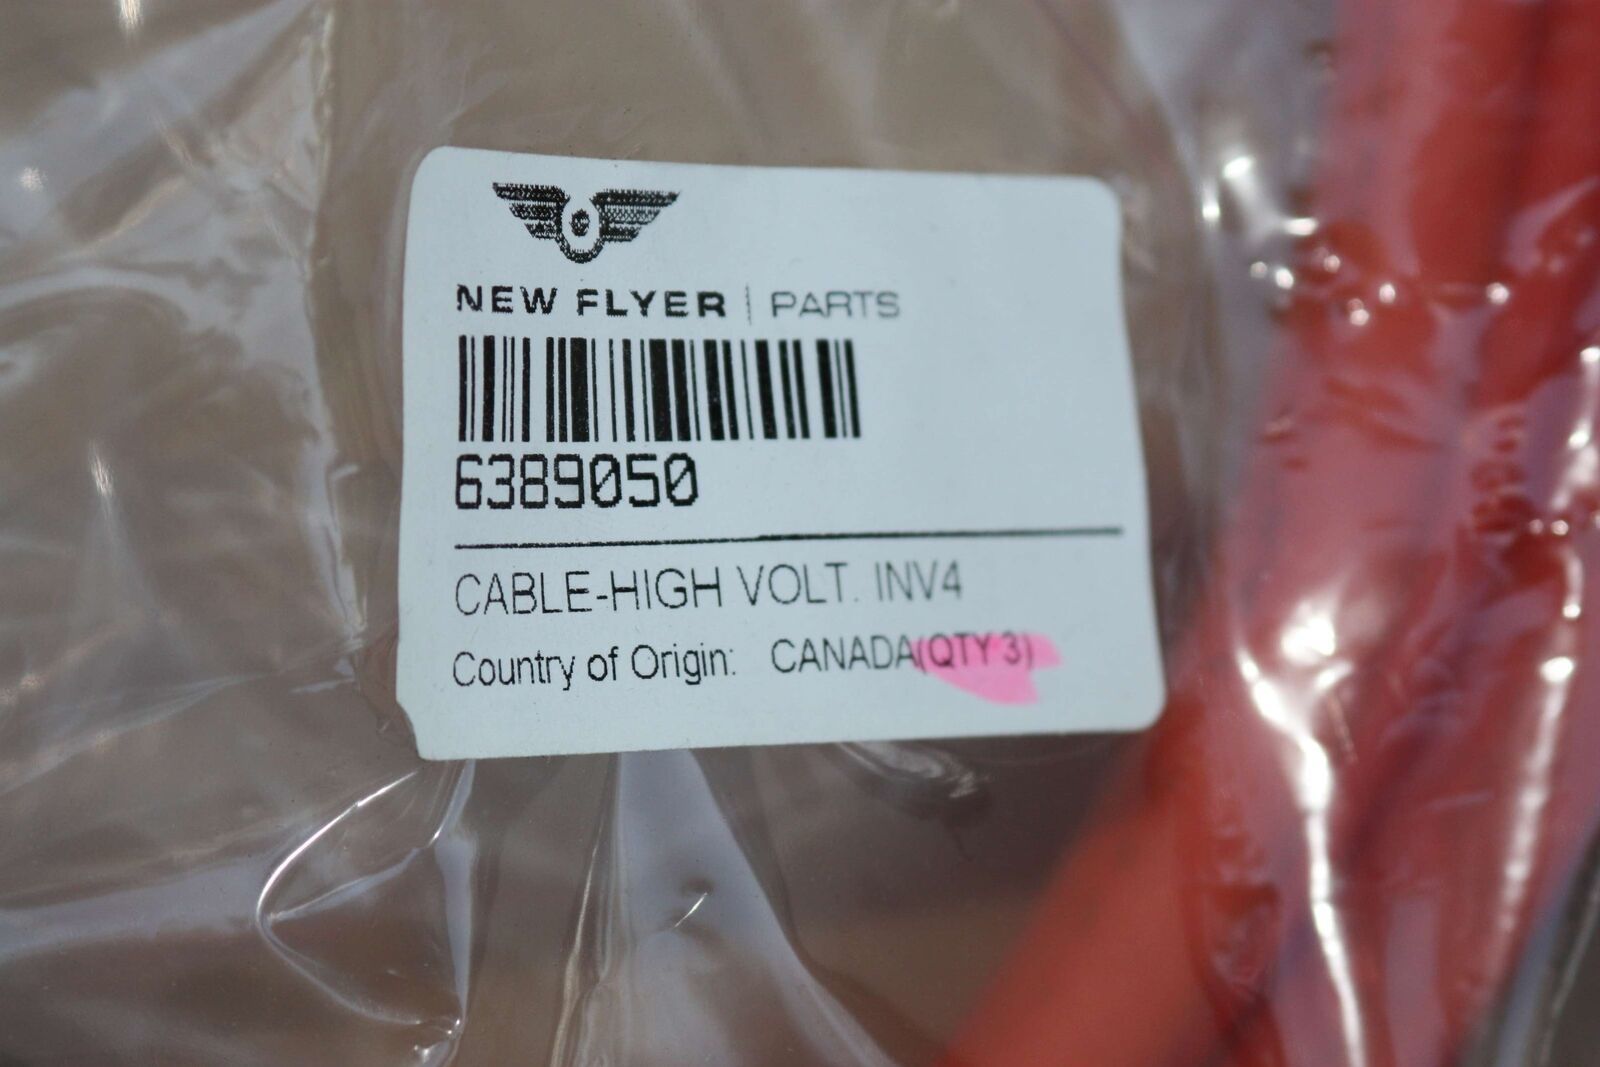 NEW FLYER | PARTS
6389050
CABLE-HIGH VOLT. INV4
Country of Origin: CANADA(QTY 3)